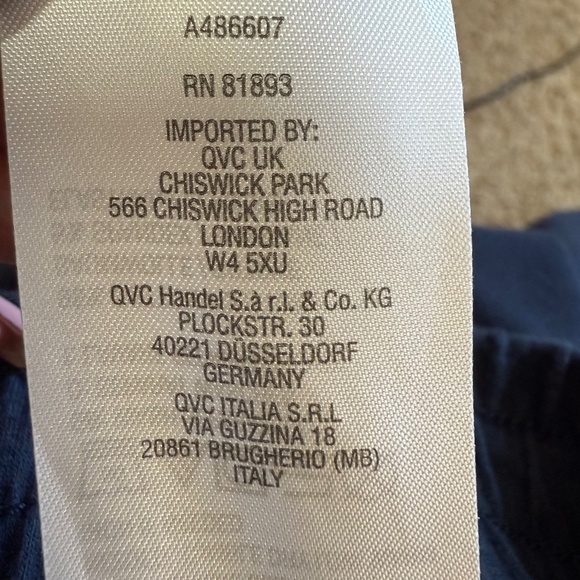 A486607
RN 81893
IMPORTED BY:
QVC UK
CHISWICK PARK
566 CHISWICK HIGH ROAD
LONDON
W4 5XU
QVC Handel S.à r.l. & Co. KG
PLOCKSTR. 30
40221 DÜSSELDORF
GERMANY
QVC ITALIA S.R.L
VIA GUZZINA 18
20861 BRUGHERIO (MB)
ITALY